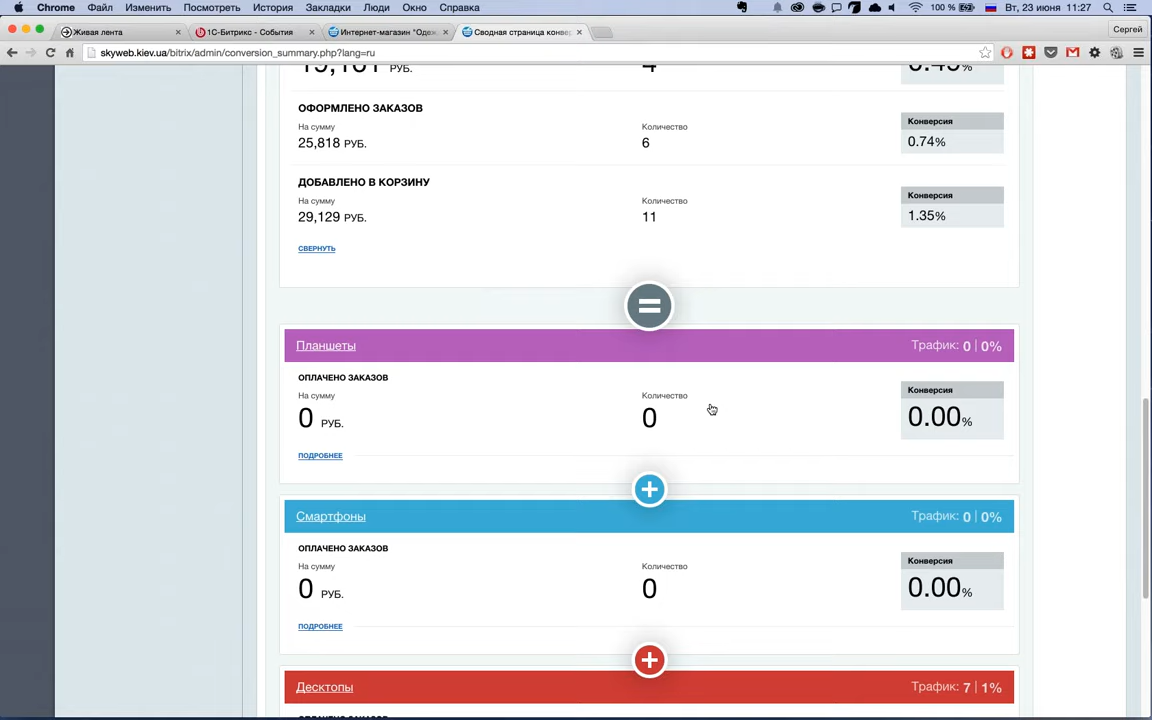 Chrome Файл Изменить Посмотреть История Закладки Люди Окно Справка 100 % Вт, 23 июня 11:27
Живая лента 1С-Битрикс - События Интернет-магазин "Одеж Сводная страница конве Сергей
skyweb.kiev.ua/bitrix/admin/conversion_summary.php?lang=ru
РУБ. 4
ОФОРМЛЕНО ЗАКАЗОВ
На сумму Количество Конверсия
25,818 РУБ. 6 0.74%
ДОБАВЛЕНО В КОРЗИНУ
На сумму Количество Конверсия
29,129 РУБ. 11 1.35%
СВЕРНУТЬ
Планшеты Трафик: 0 | 0%
ОПЛАЧЕНО ЗАКАЗОВ
На сумму Количество Конверсия
0 РУБ. 0 0.00%
ПОДРОБНЕЕ
Смартфоны Трафик: 0 | 0%
ОПЛАЧЕНО ЗАКАЗОВ
На сумму Количество Конверсия
0 РУБ. 0 0.00%
ПОДРОБНЕЕ
Десктопы Трафик: 7 | 1%
ОПЛАЧЕНО ЗАКАЗОВ